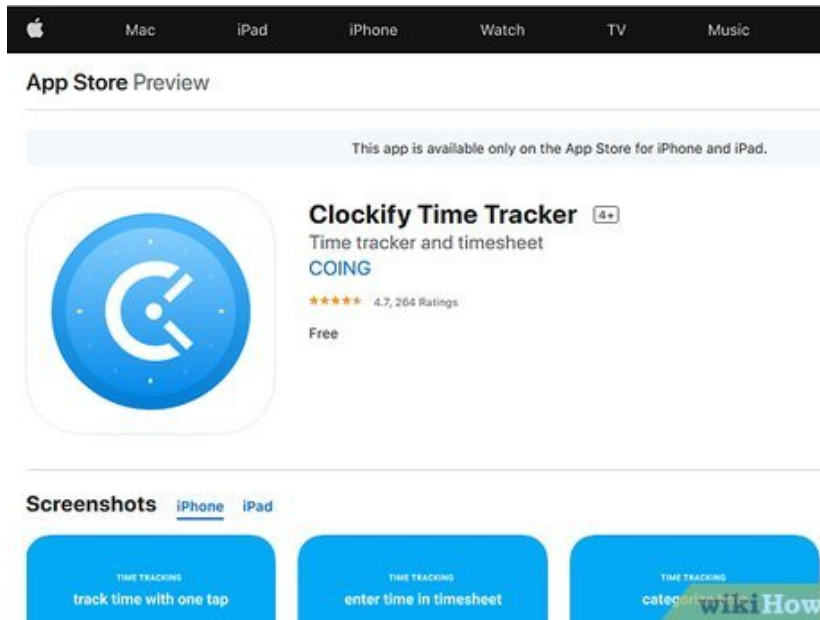 Mac iPad iPhone Watch TV Music
App Store Preview
This app is available only on the App Store for iPhone and iPad.
Clockify Time Tracker 4+
Time tracker and timesheet
COING
4.7, 264 Ratings
Free
Screenshots iPhone iPad
TIME TRACKING
track time with one tap
TIME TRACKING
enter time in timesheet
TIME TRACKING
wikiHow